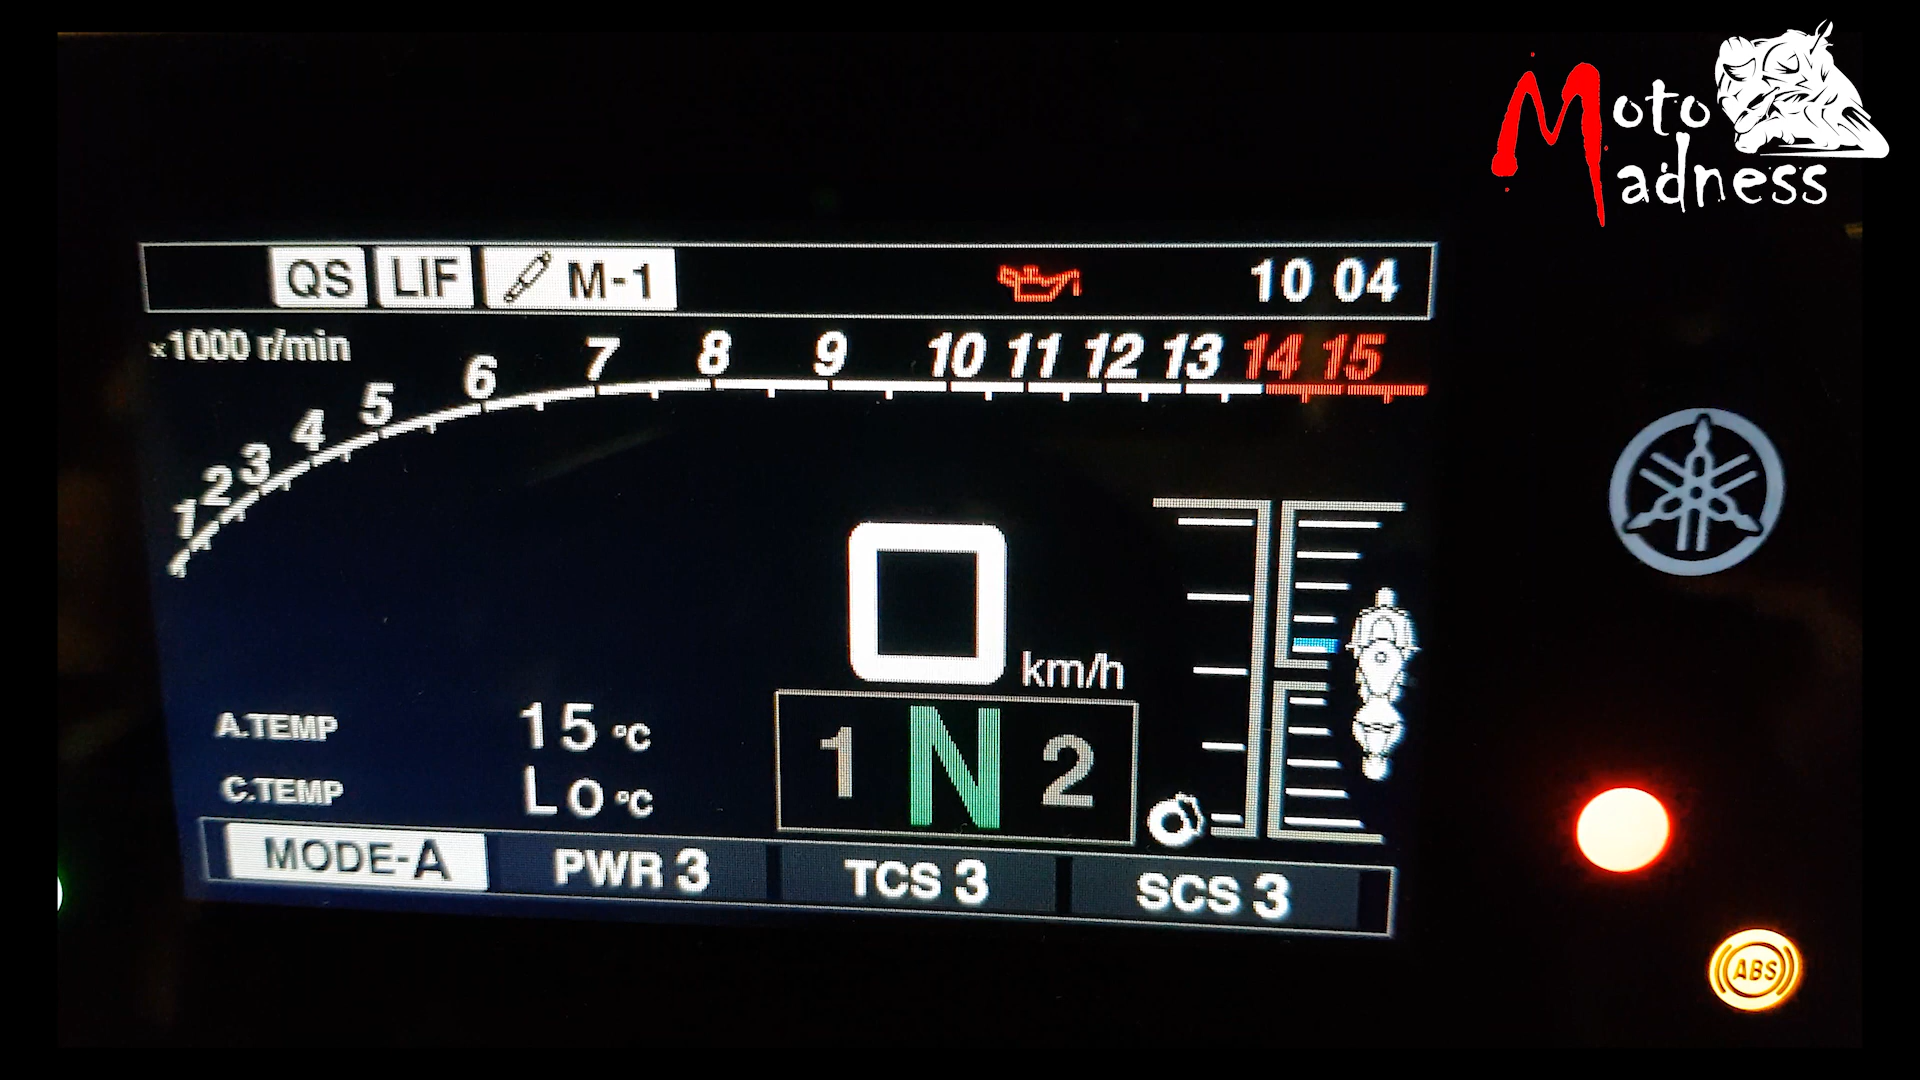 Moto
Madness
QS LIF M-1 10 04
×1000 r/min
1 2 3 4 5 6 7 8 9 10 11 12 13 14 15
0 km/h
A.TEMP 15 °C
C.TEMP Lo °C
1 N 2
MODE-A PWR 3 TCS 3 SCS 3
ABS